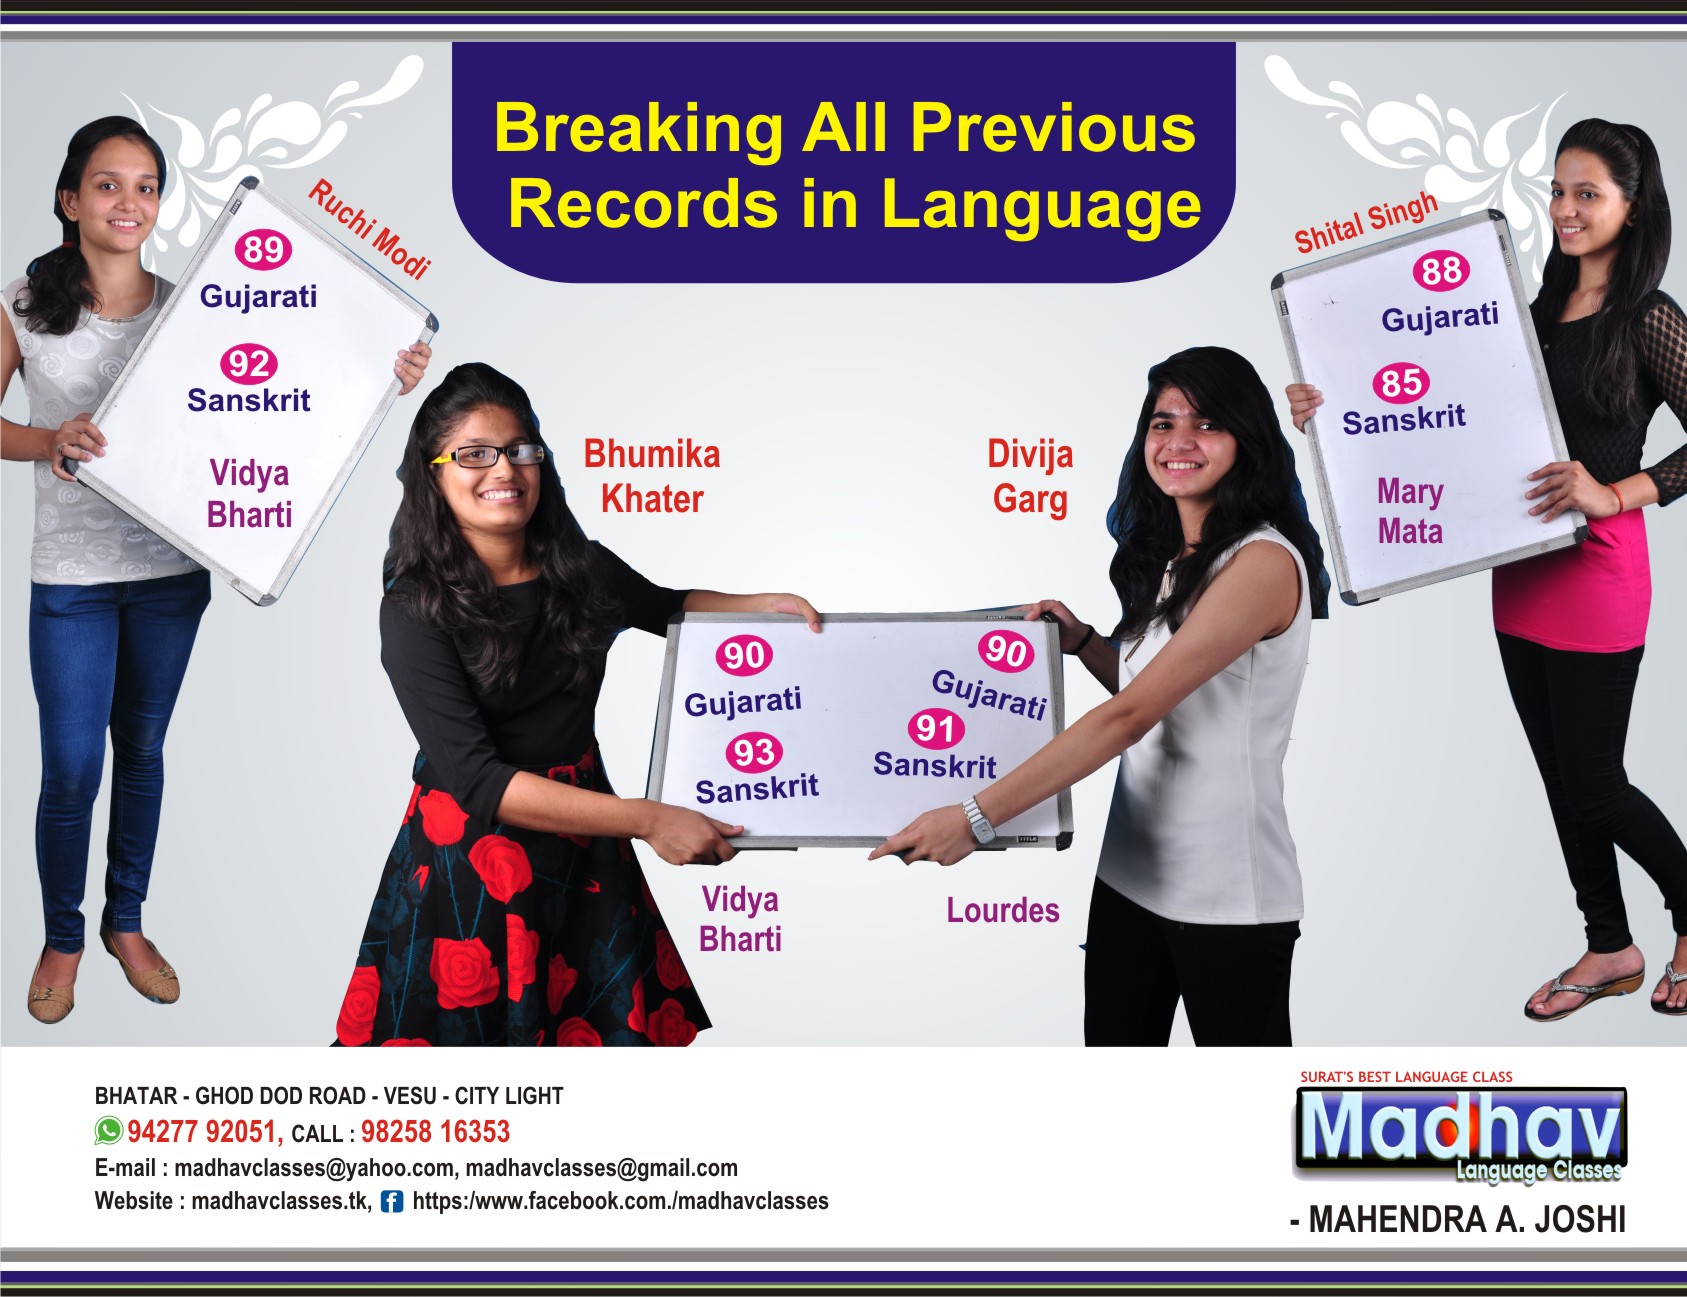 Breaking All Previous
Records in Language
Ruchi Modi
89
Gujarati
92
Sanskrit
Vidya
Bharti
Shital Singh
88
Gujarati
85
Sanskrit
Mary
Mata
Bhumika
Khater
90
Gujarati
93
Sanskrit
Vidya
Bharti
Divija
Garg
90
Gujarati
91
Sanskrit
TITLE
Lourdes
BHATAR - GHOD DOD ROAD - VESU - CITY LIGHT
94277 92051, CALL : 98258 16353
E-mail : madhavclasses@yahoo.com, madhavclasses@gmail.com
Website : madhavclasses.tk, https:/www.facebook.com./madhavclasses
SURAT'S BEST LANGUAGE CLASS
Madhav
Language Classes
- MAHENDRA A. JOSHI